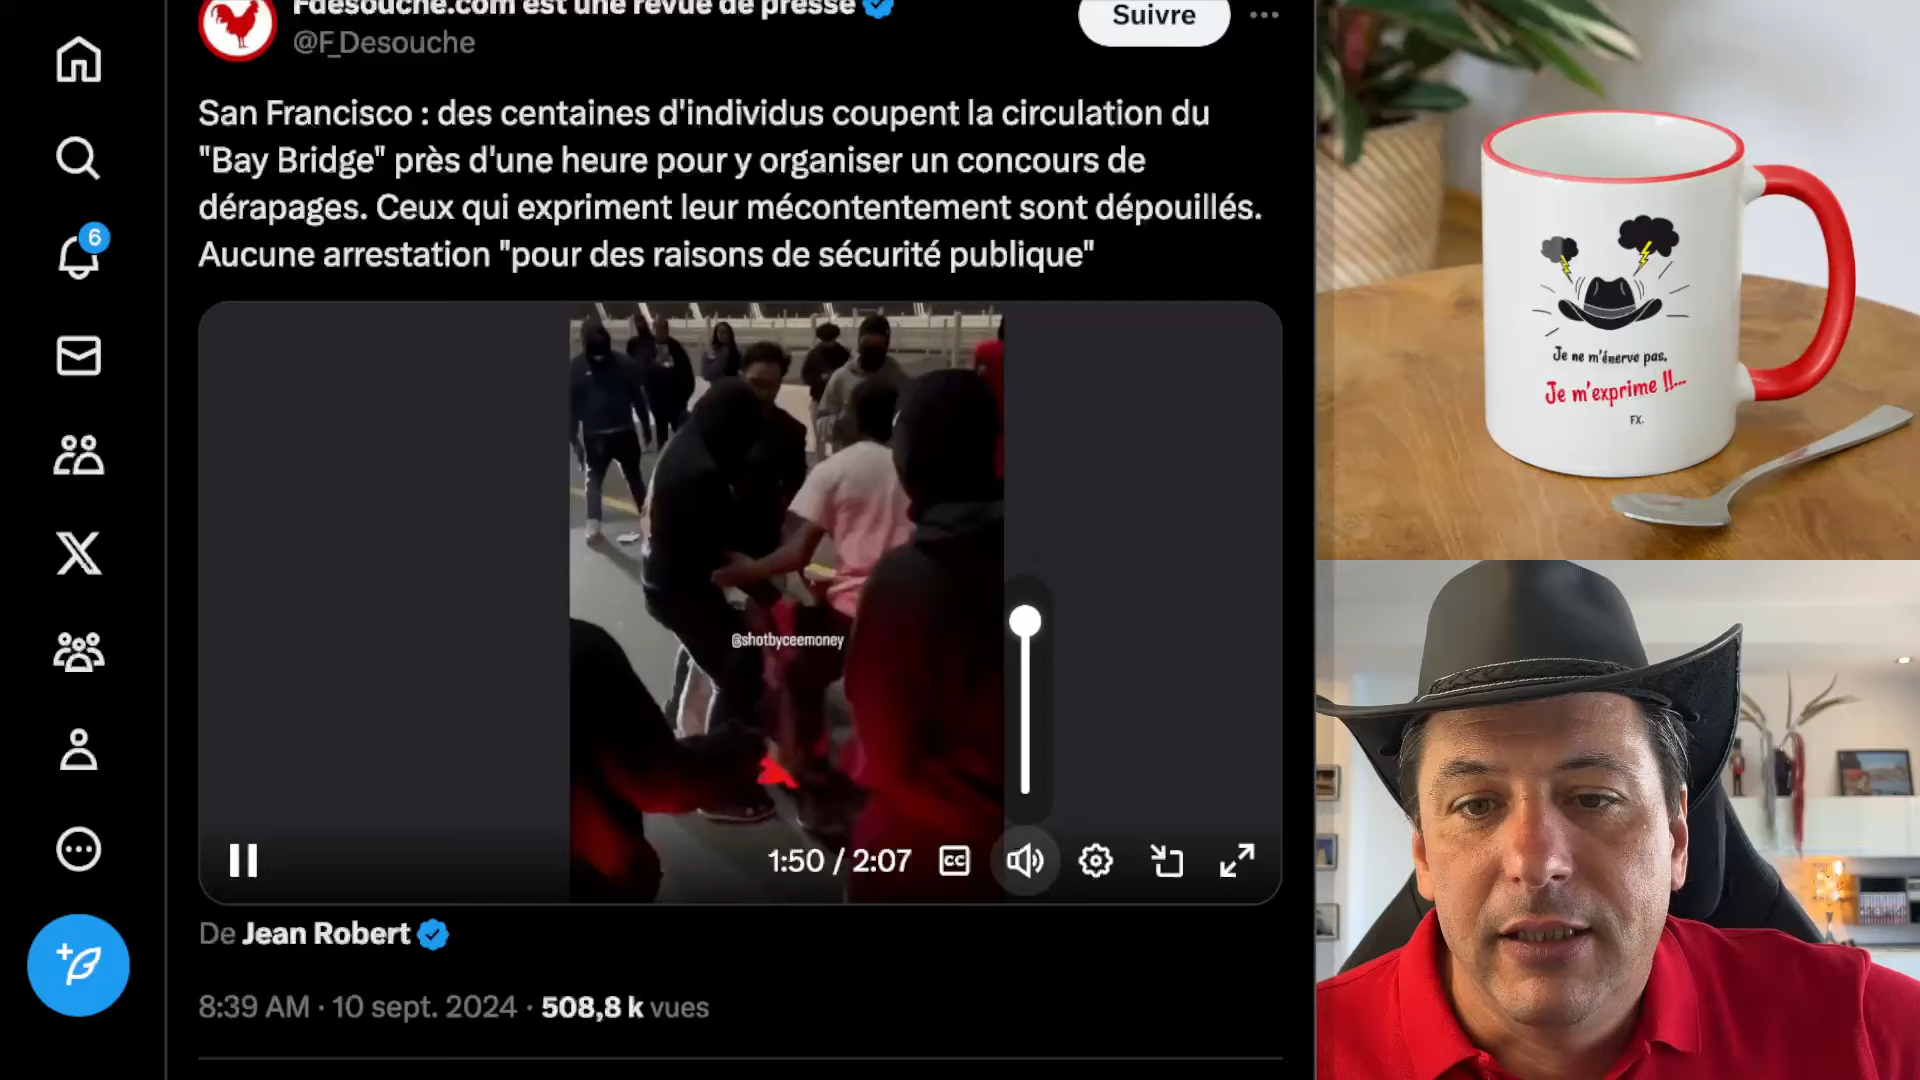 Fdesouche.com est une revue de presse
@F_Desouche
Suivre
6
San Francisco : des centaines d'individus coupent la circulation du
"Bay Bridge" près d'une heure pour y organiser un concours de
dérapages. Ceux qui expriment leur mécontentement sont dépouillés.
Aucune arrestation "pour des raisons de sécurité publique"
@shotbyceemoney
1:50 / 2:07
CC
De Jean Robert
8:39 AM · 10 sept. 2024 · 508,8 k vues
Je ne m'énerve pas,
Je m'exprime !!...
FX.